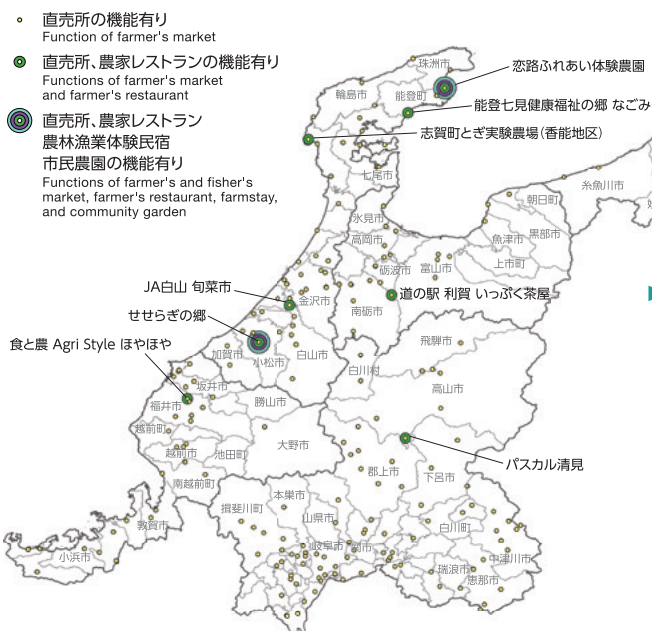 直売所の機能有り
Function of farmer's market
直売所、農家レストランの機能有り
Functions of farmer's market
and farmer's restaurant
直売所、農家レストラン
農林漁業体験民宿
市民農園の機能有り
Functions of farmer's and fisher's
market, farmer's restaurant, farmstay,
and community garden
珠洲市
恋路ふれあい体験農園
輪島市
能登町
能登七見健康福祉の郷 なごみ
志賀町とぎ実験農場(香能地区)
七尾市
糸魚川市
朝日町
氷見市
黒部市
高岡市
魚津市
上市町
砺波市
富山市
JA白山 旬菜市
金沢市
道の駅 利賀 いっぷく茶屋
南砺市
せせらぎの郷
食と農 Agri Style ほやほや
加賀市
小松市
白山市
飛騨市
白川村
高山市
坂井市
福井市
勝山市
越前町
大野市
越前市
池田町
パスカル清見
郡上市
下呂市
南越前町
本巣市
揖斐川町
山県市
白川町
敦賀市
小浜市
岐阜市
関市
中津川市
瑞浪市
恵那市